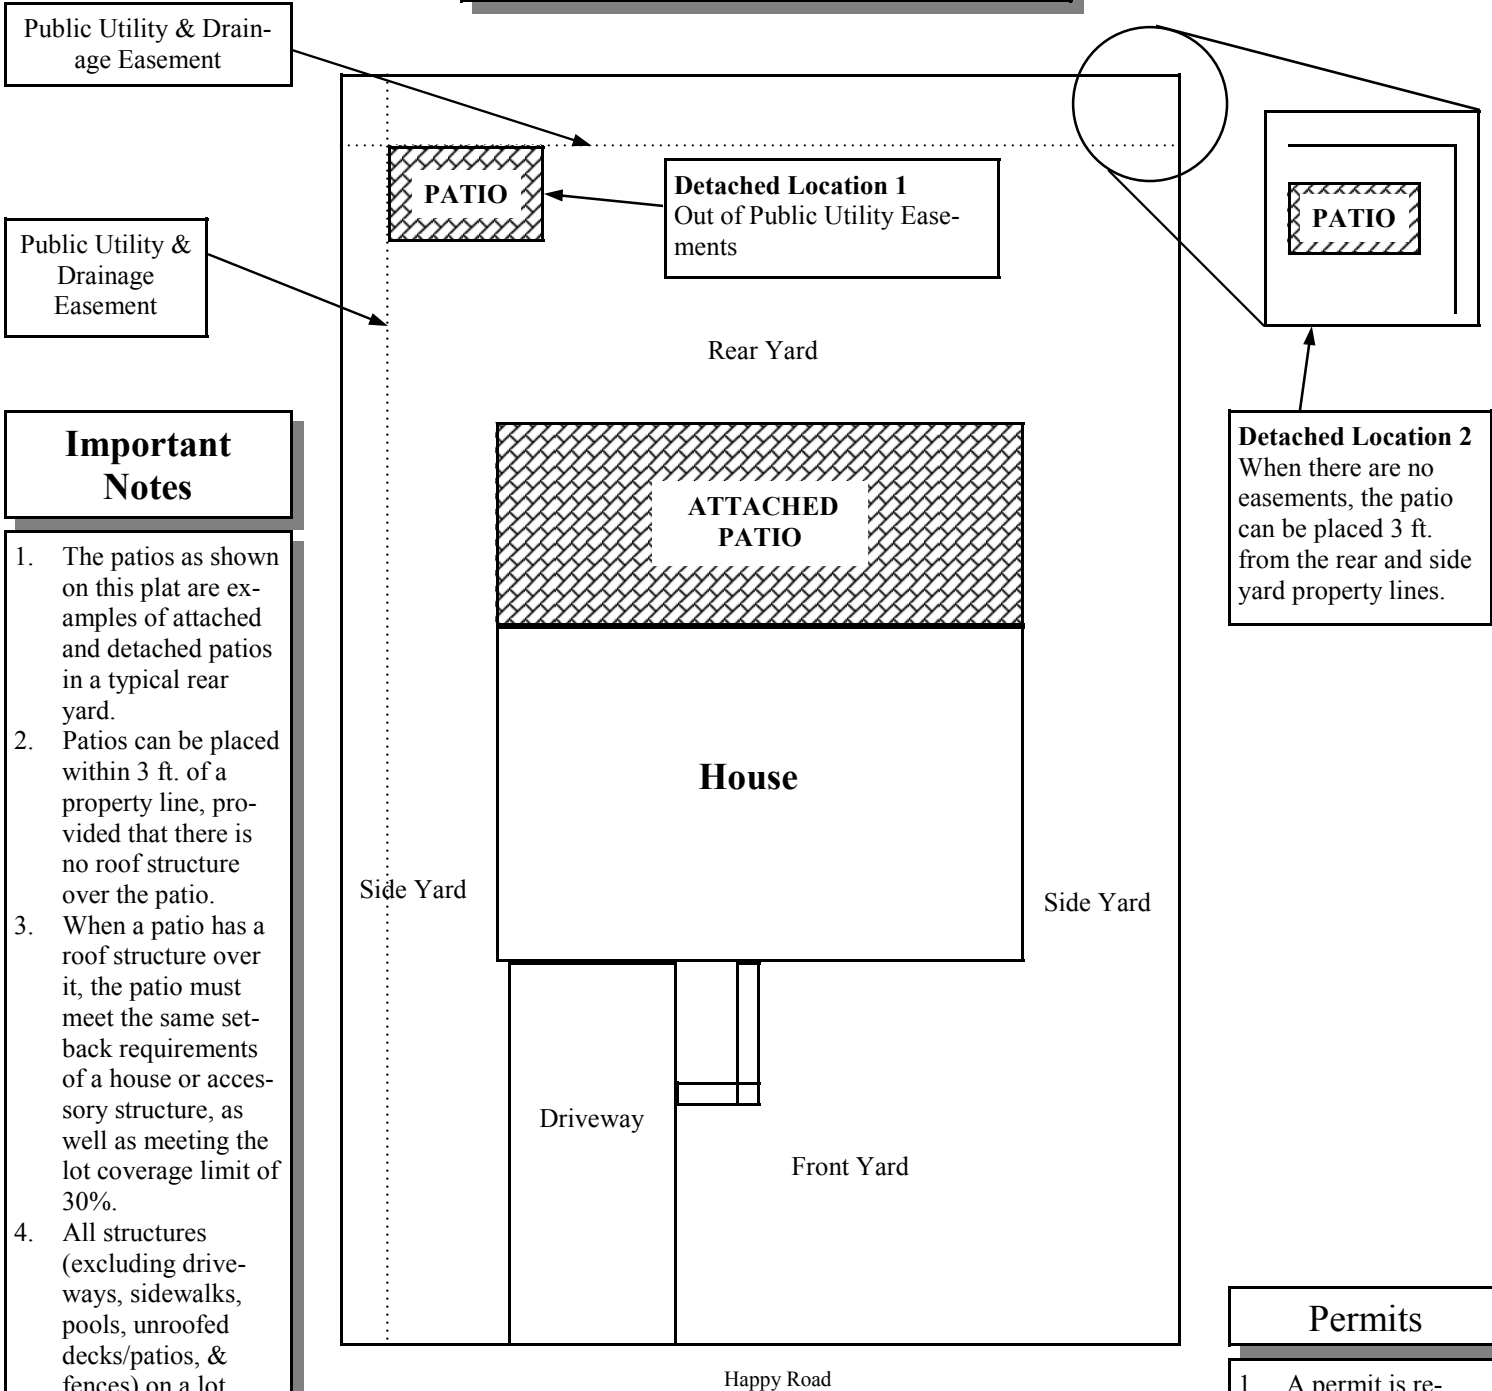 Public Utility & Drain-
age Easement
PATIO
Detached Location 1
Out of Public Utility Ease-
ments
PATIO
Public Utility &
Drainage
Easement
Rear Yard
Detached Location 2
When there are no
easements, the patio
can be placed 3 ft.
from the rear and side
yard property lines.
Important
Notes
ATTACHED
PATIO
1. The patios as shown
on this plat are ex-
amples of attached
and detached patios
in a typical rear
yard.
2. Patios can be placed
within 3 ft. of a
property line, pro-
vided that there is
no roof structure
over the patio.
3. When a patio has a
roof structure over
it, the patio must
meet the same set-
back requirements
of a house or acces-
sory structure, as
well as meeting the
lot coverage limit of
30%.
4. All structures
(excluding drive-
ways, sidewalks,
pools, unroofed
decks/patios, &
fences) on a lot
House
Side Yard
Side Yard
Driveway
Front Yard
Happy Road
Permits
1. A permit is re-